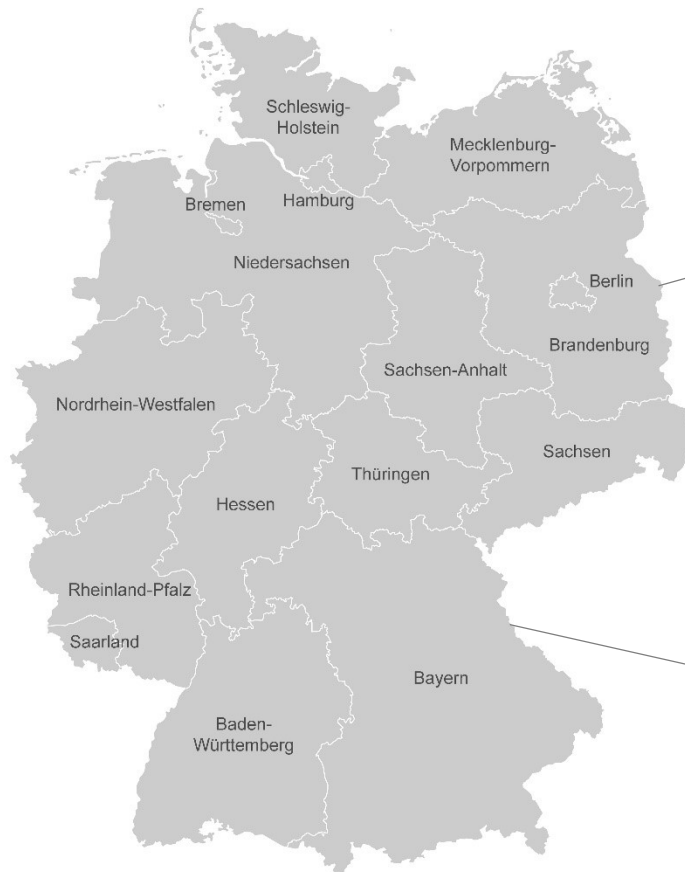 Schleswig-
Holstein
Mecklenburg-
Vorpommern
Bremen
Hamburg
Niedersachsen
Berlin
Brandenburg
Sachsen-Anhalt
Nordrhein-Westfalen
Sachsen
Thüringen
Hessen
Rheinland-Pfalz
Saarland
Bayern
Baden-
Württemberg